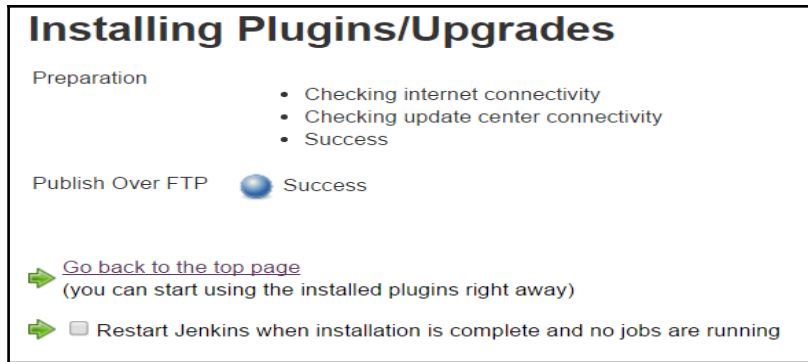 Installing Plugins/Upgrades
Preparation
Checking internet connectivity
Checking update center connectivity
Success
Publish Over FTP Success
Go back to the top page
(you can start using the installed plugins right away)
Restart Jenkins when installation is complete and no jobs are running